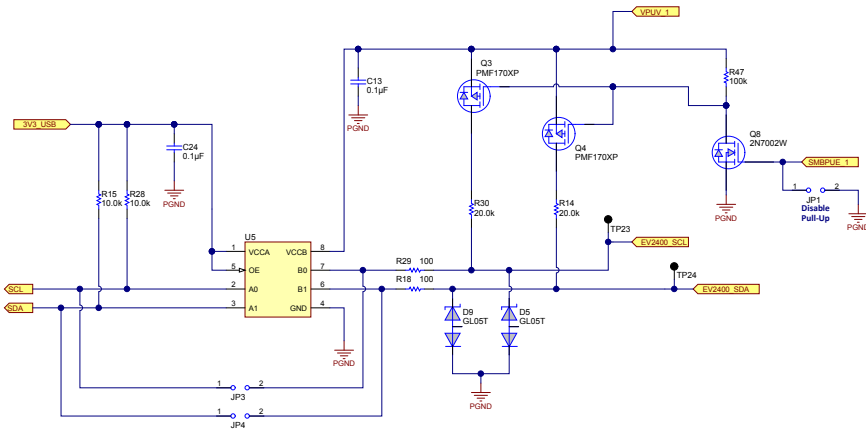 VPUV_1
Q3
PMF170XP
C13
0.1µF
PGND
R47
100k
3V3_USB
C24
0.1µF
PGND
Q4
PMF170XP
Q8
2N7002W
SMBPUE_1
PGND
1
2
JP1
Disable
Pull-Up
PGND
R15
10.0k
R28
10.0k
R30
20.0k
R14
20.0k
TP23
U5
1
VCCA
VCCB
8
EV2400_SCL
5
OE
B0
7
R29
100
TP24
SCL
2
A0
B1
6
R18
100
EV2400_SDA
SDA
3
A1
GND
4
D9
GL05T
D5
GL05T
PGND
1
2
JP3
PGND
1
2
JP4